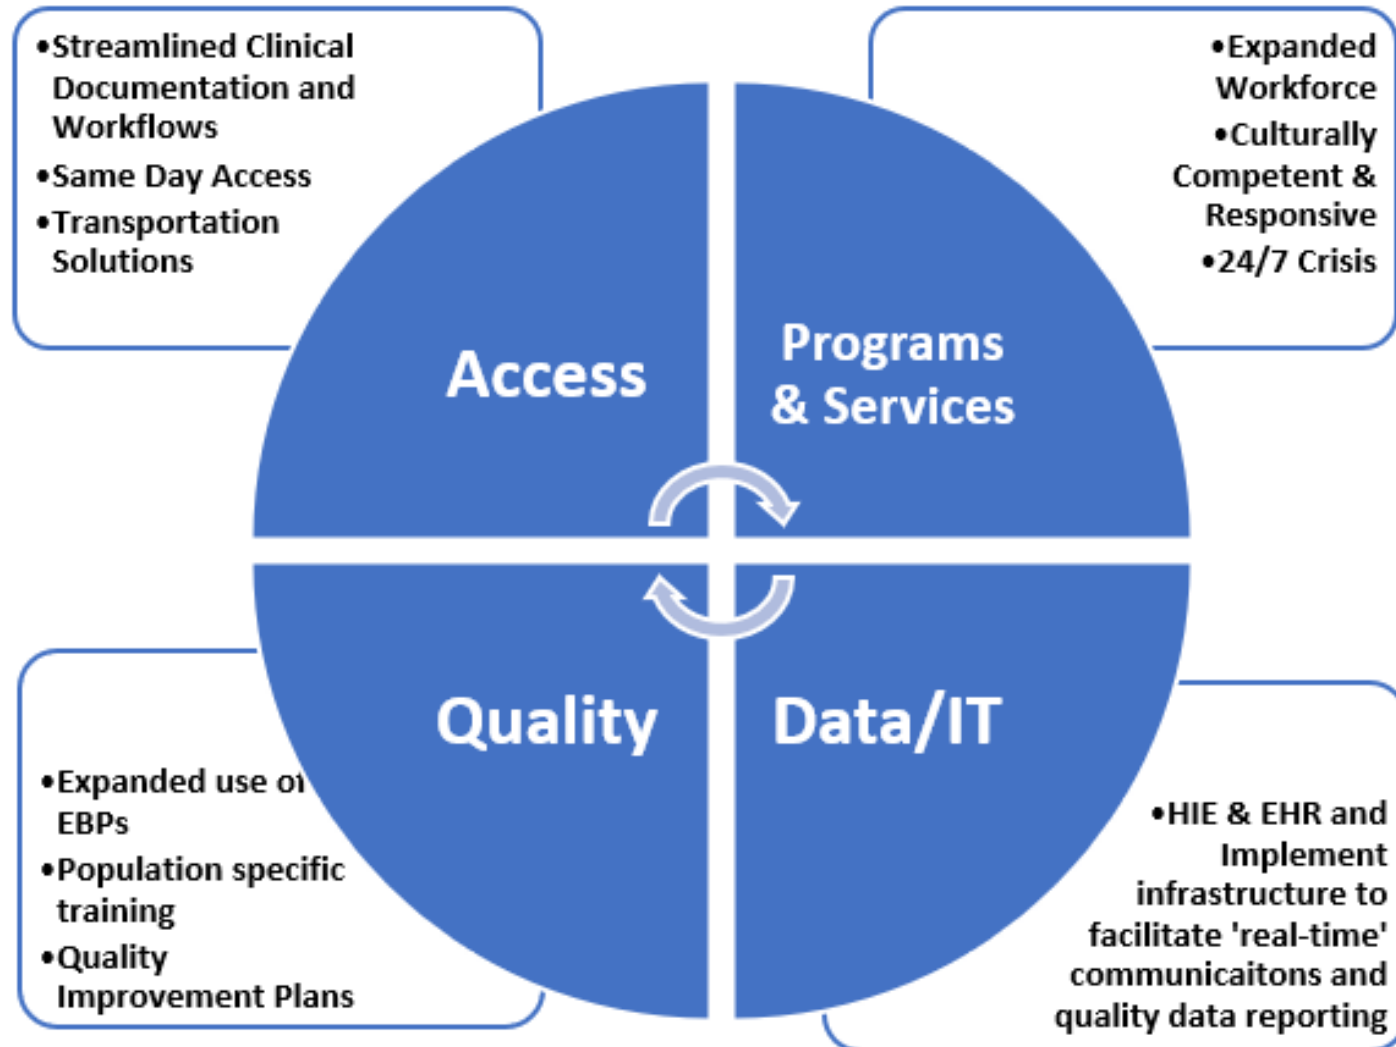 •Streamlined Clinical
Documentation and
Workflows
•Same Day Access
•Transportation
Solutions
•Expanded
Workforce
•Culturally
Competent &
Responsive
•24/7 Crisis
Access
Programs
& Services
Quality
Data/IT
•Expanded use of
EBPs
•Population specific
training
•Quality
Improvement Plans
•HIE & EHR and
Implement
infrastructure to
facilitate 'real-time'
communicaitons and
quality data reporting